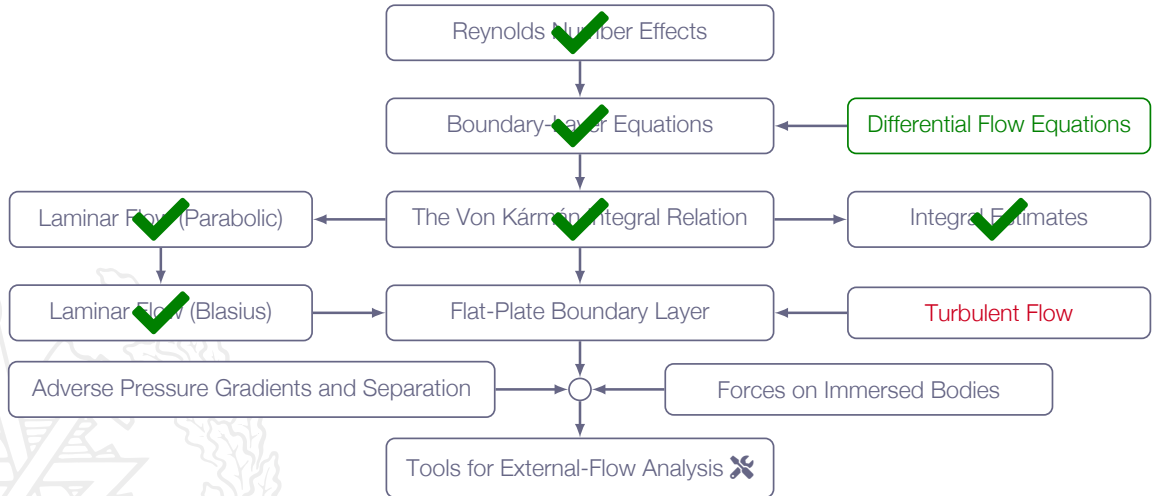 Reynolds Number Effects
Boundary-Layer Equations
Differential Flow Equations
Laminar Flow (Parabolic)
The Von Kármán Integral Relation
Integral Estimates
Laminar Flow (Blasius)
Flat-Plate Boundary Layer
Turbulent Flow
Adverse Pressure Gradients and Separation
Forces on Immersed Bodies
Tools for External-Flow Analysis